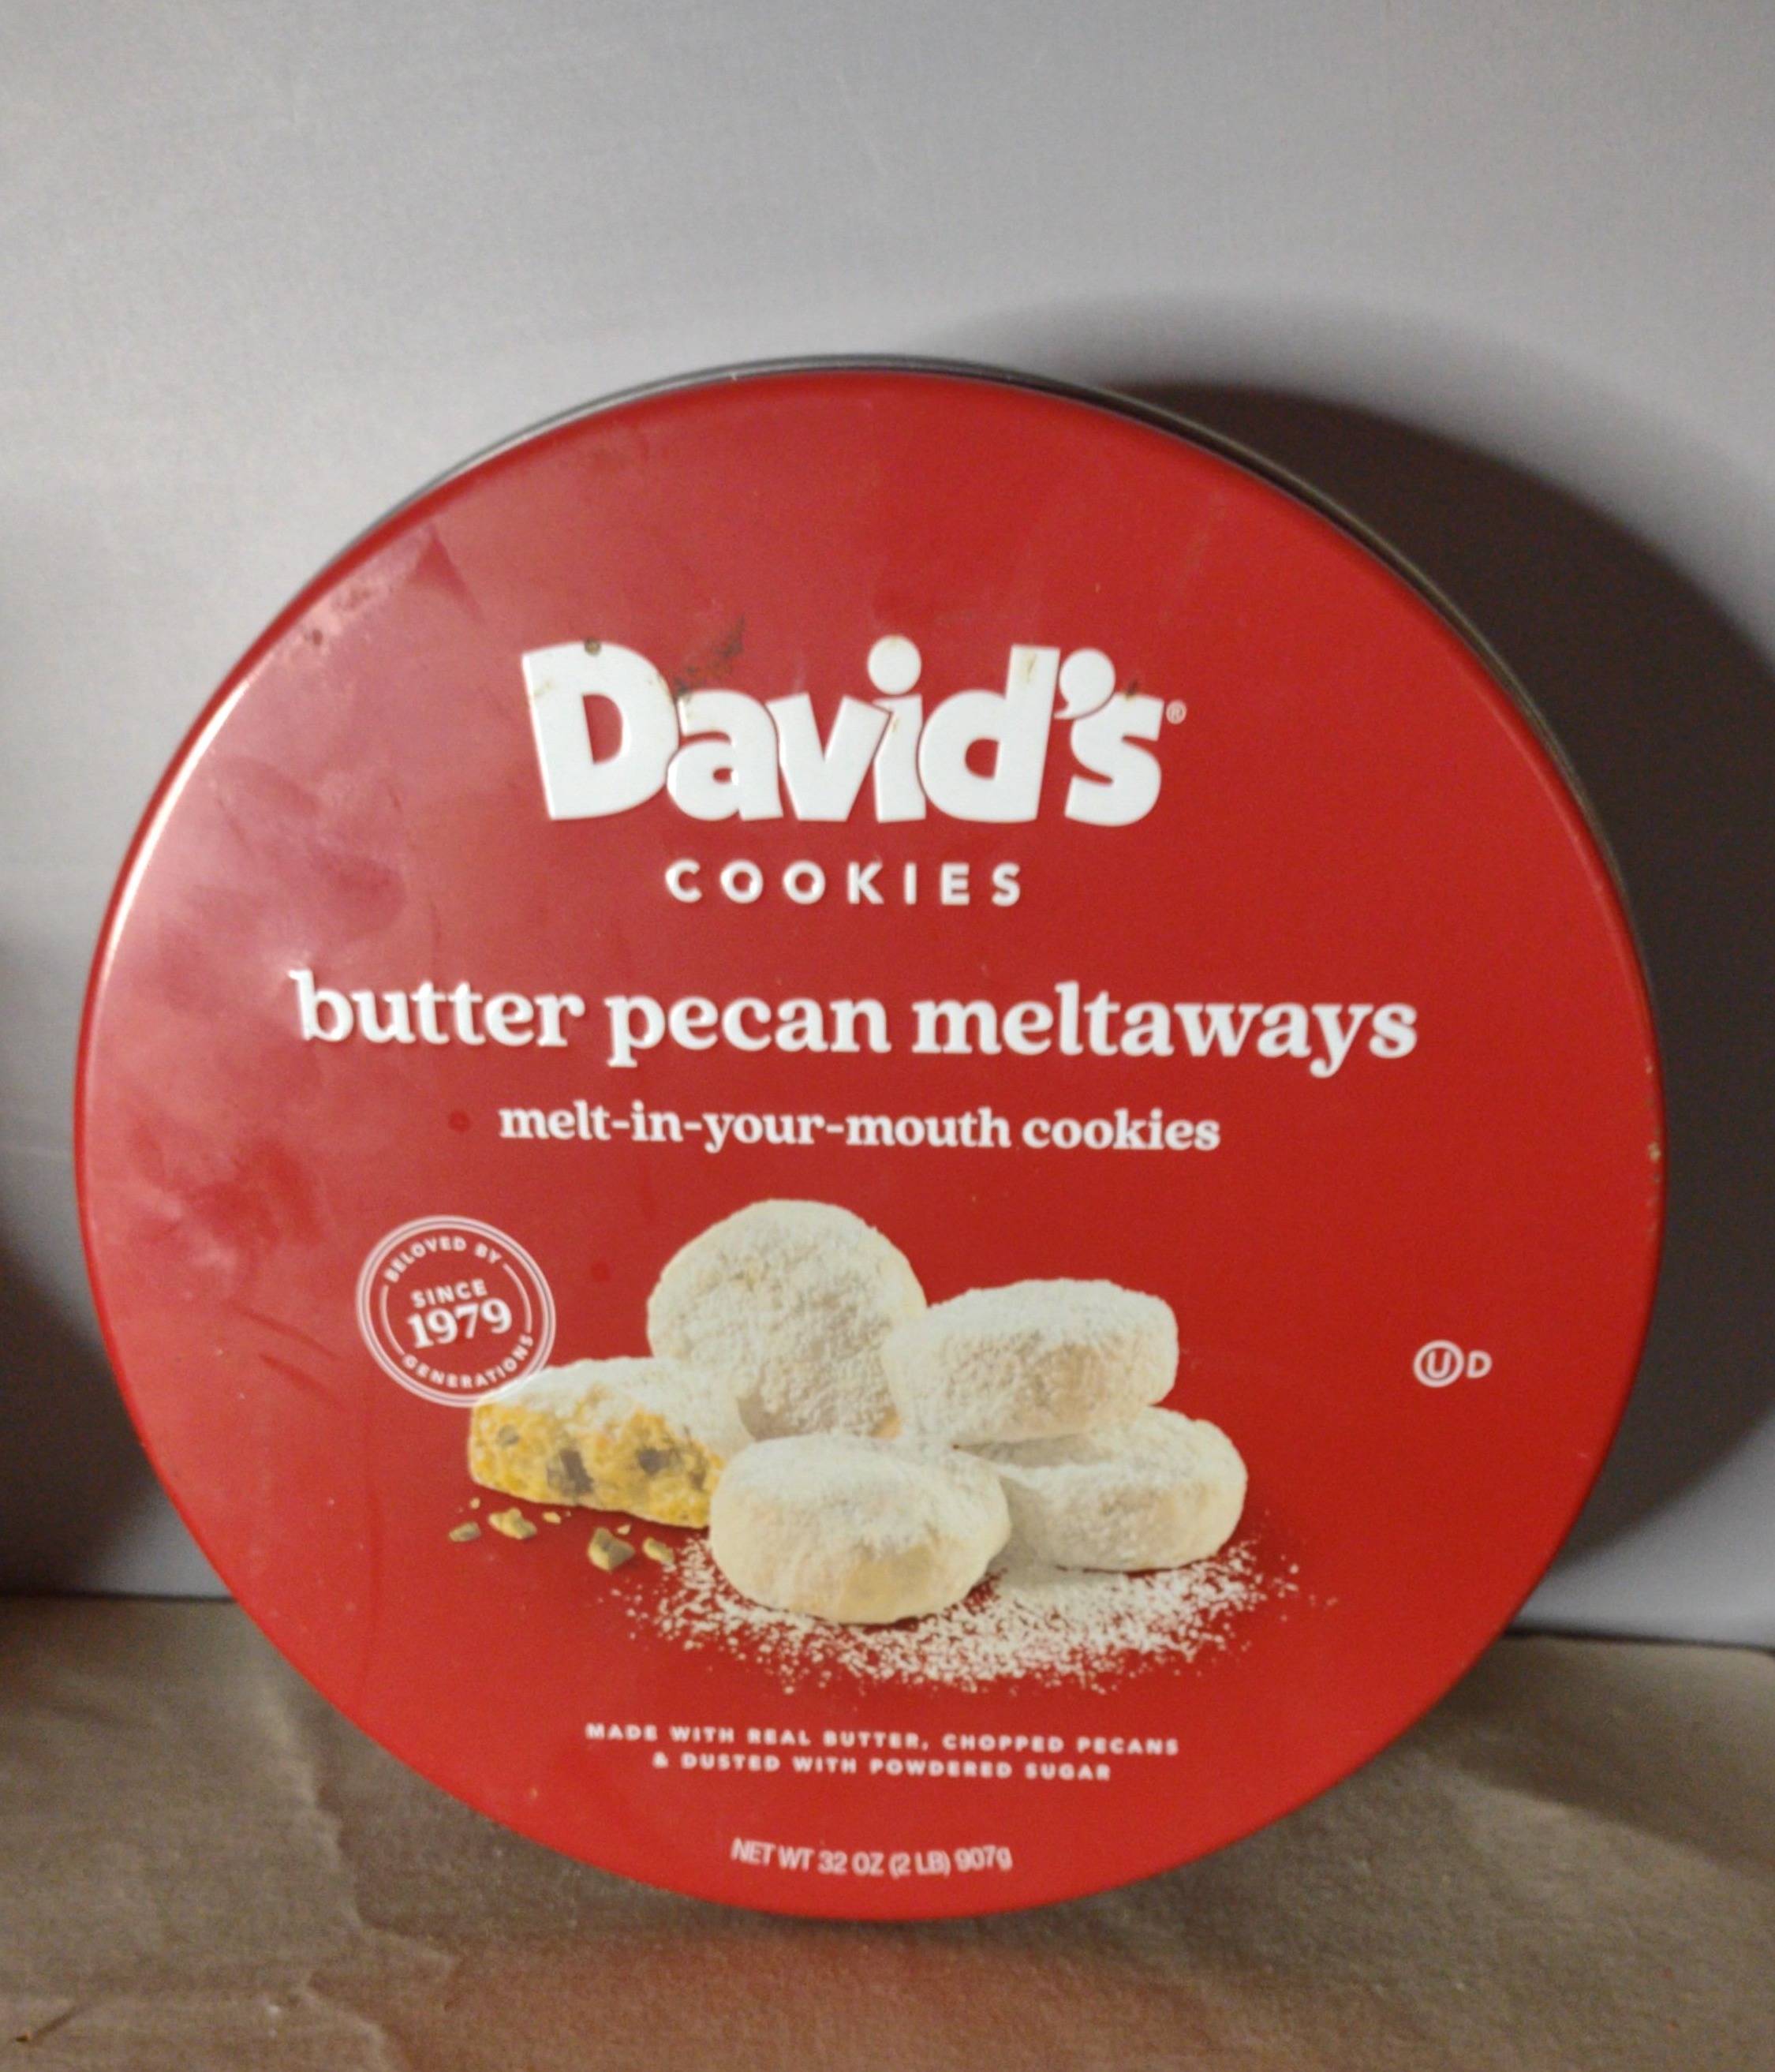 David's®
COOKIES
butter pecan meltaways
melt-in-your-mouth cookies
BELOVED BY
SINCE
1979
GENERATIONS
UD
MADE WITH REAL BUTTER, CHOPPED PECANS
& DUSTED WITH POWDERED SUGAR
NET WT 32 OZ (2 LB) 907g